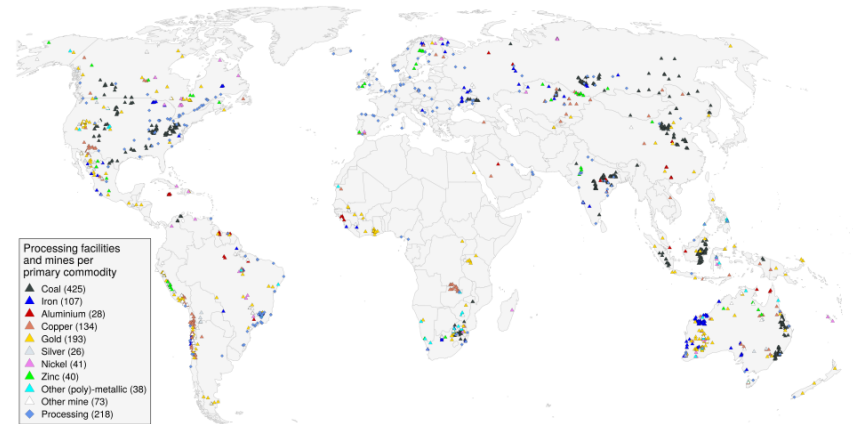 Processing facilities
and mines per
primary commodity
Coal (425)
Iron (107)
Aluminium (28)
Copper (134)
Gold (193)
Silver (26)
Nickel (41)
Zinc (40)
Other (poly)-metallic (38)
Other mine (73)
Processing (218)